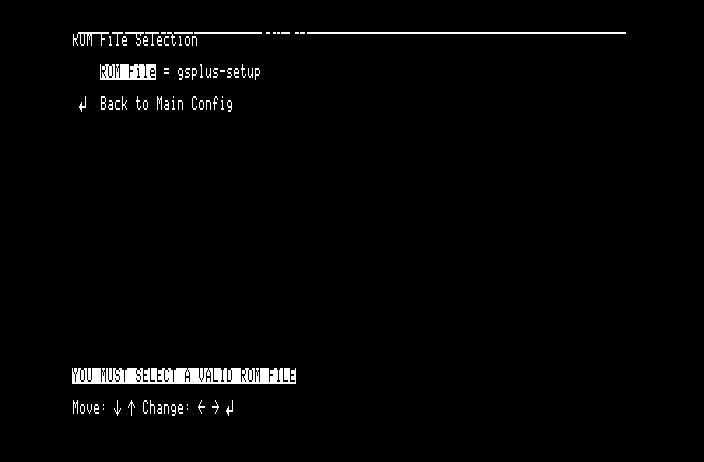 ROM File Selection
ROM File = gsplus-setup
↲ Back to Main Config
YOU MUST SELECT A VALID ROM FILE
Move: ↓ ↑ Change: ← → ↲